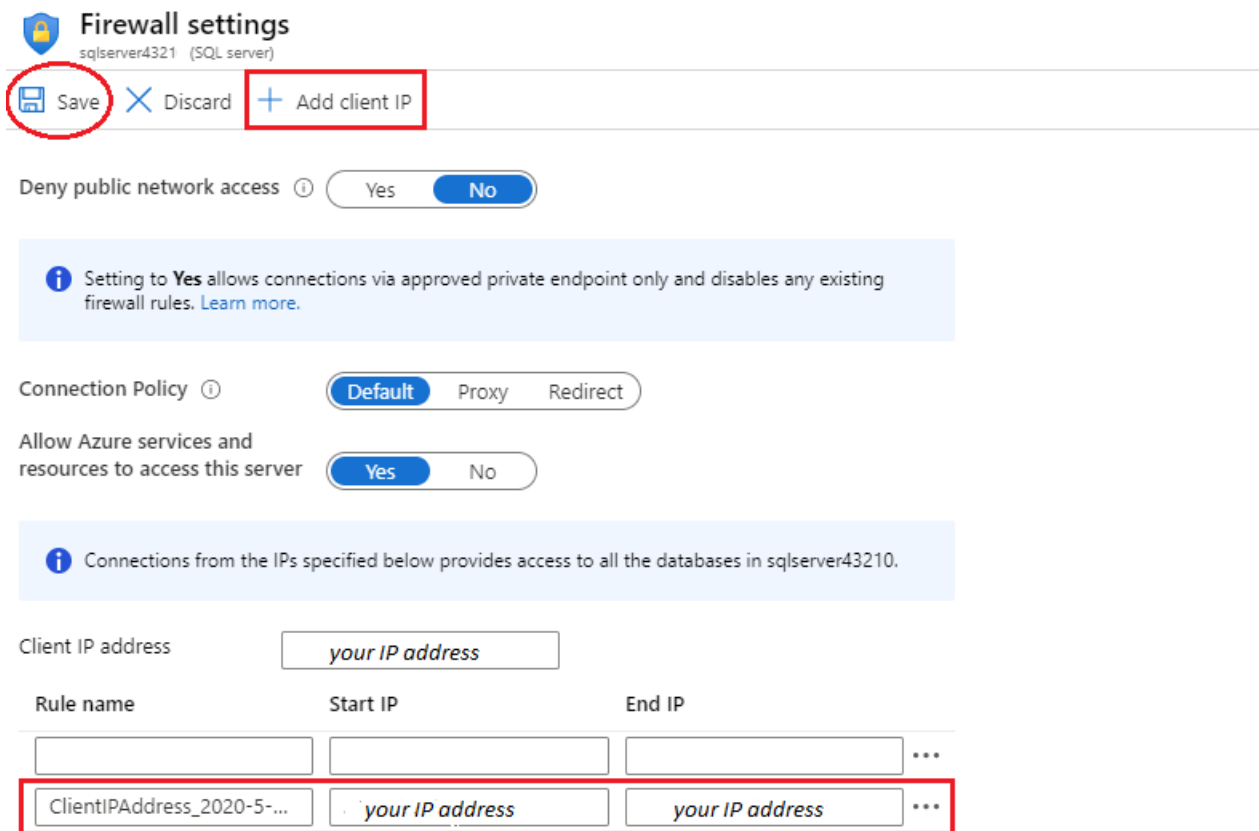 Firewall settings
sqlserver4321 (SQL server)
Save Discard Add client IP
Deny public network access Yes No
Setting to Yes allows connections via approved private endpoint only and disables any existing
firewall rules. Learn more.
Connection Policy Default Proxy Redirect
Allow Azure services and
resources to access this server Yes No
Connections from the IPs specified below provides access to all the databases in sqlserver43210.
Client IP address your IP address
Rule name Start IP End IP
ClientIPAddress_2020-5-... your IP address your IP address